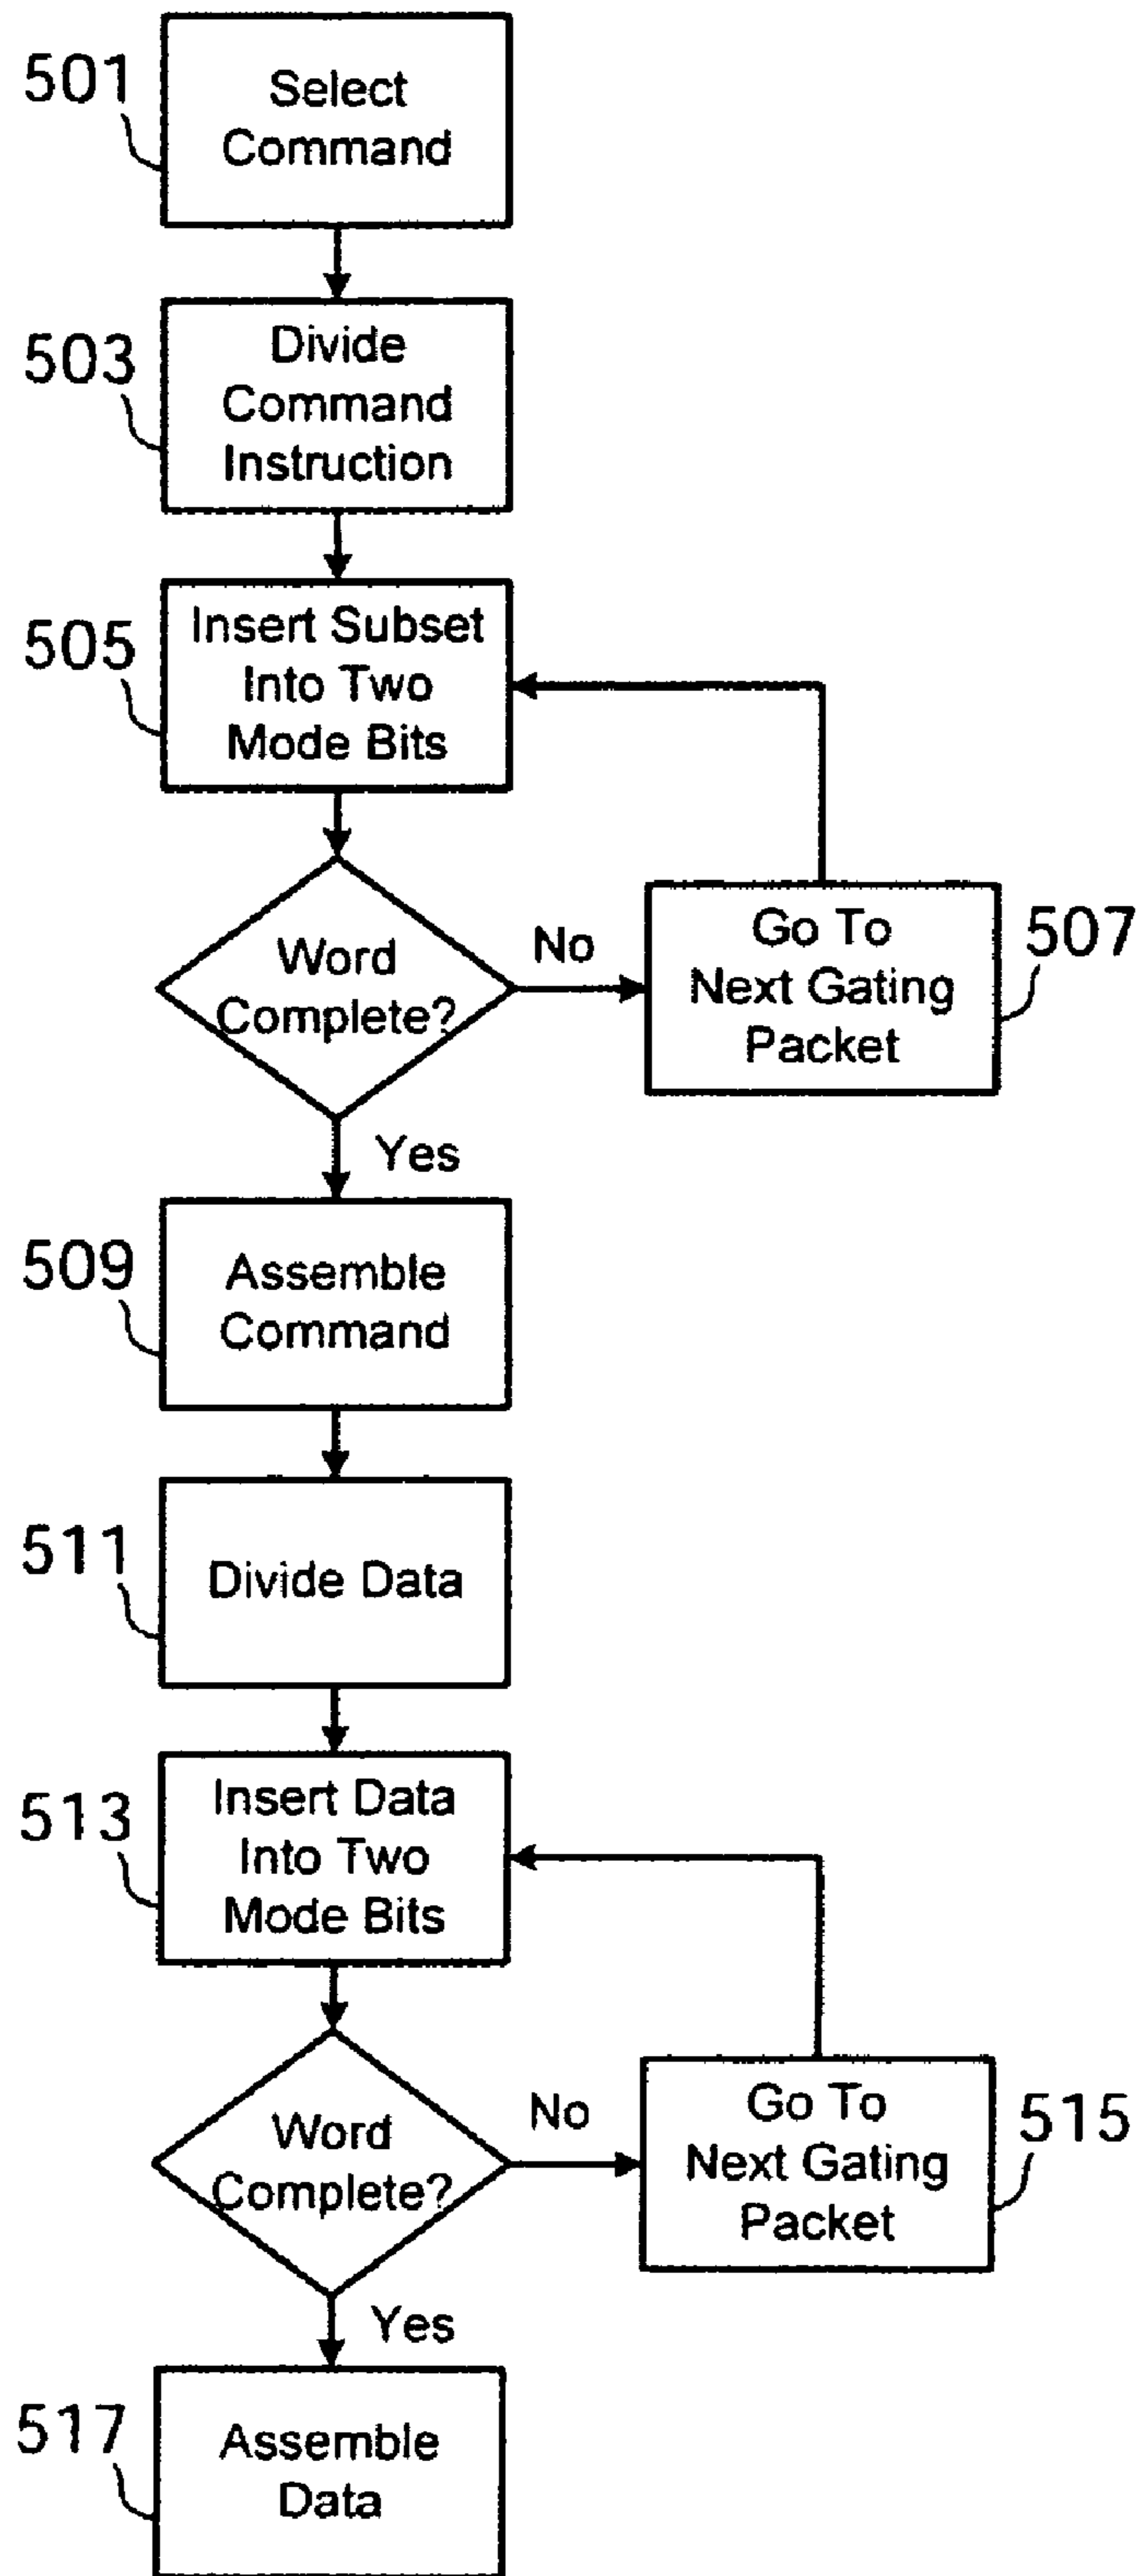 501
Select
Command
503
Divide
Command
Instruction
505
Insert Subset
Into Two
Mode Bits
Word
Complete?
No
Go To
Next Gating
Packet
507
Yes
509
Assemble
Command
511
Divide Data
513
Insert Data
Into Two
Mode Bits
Word
Complete?
No
Go To
Next Gating
Packet
515
Yes
517
Assemble
Data